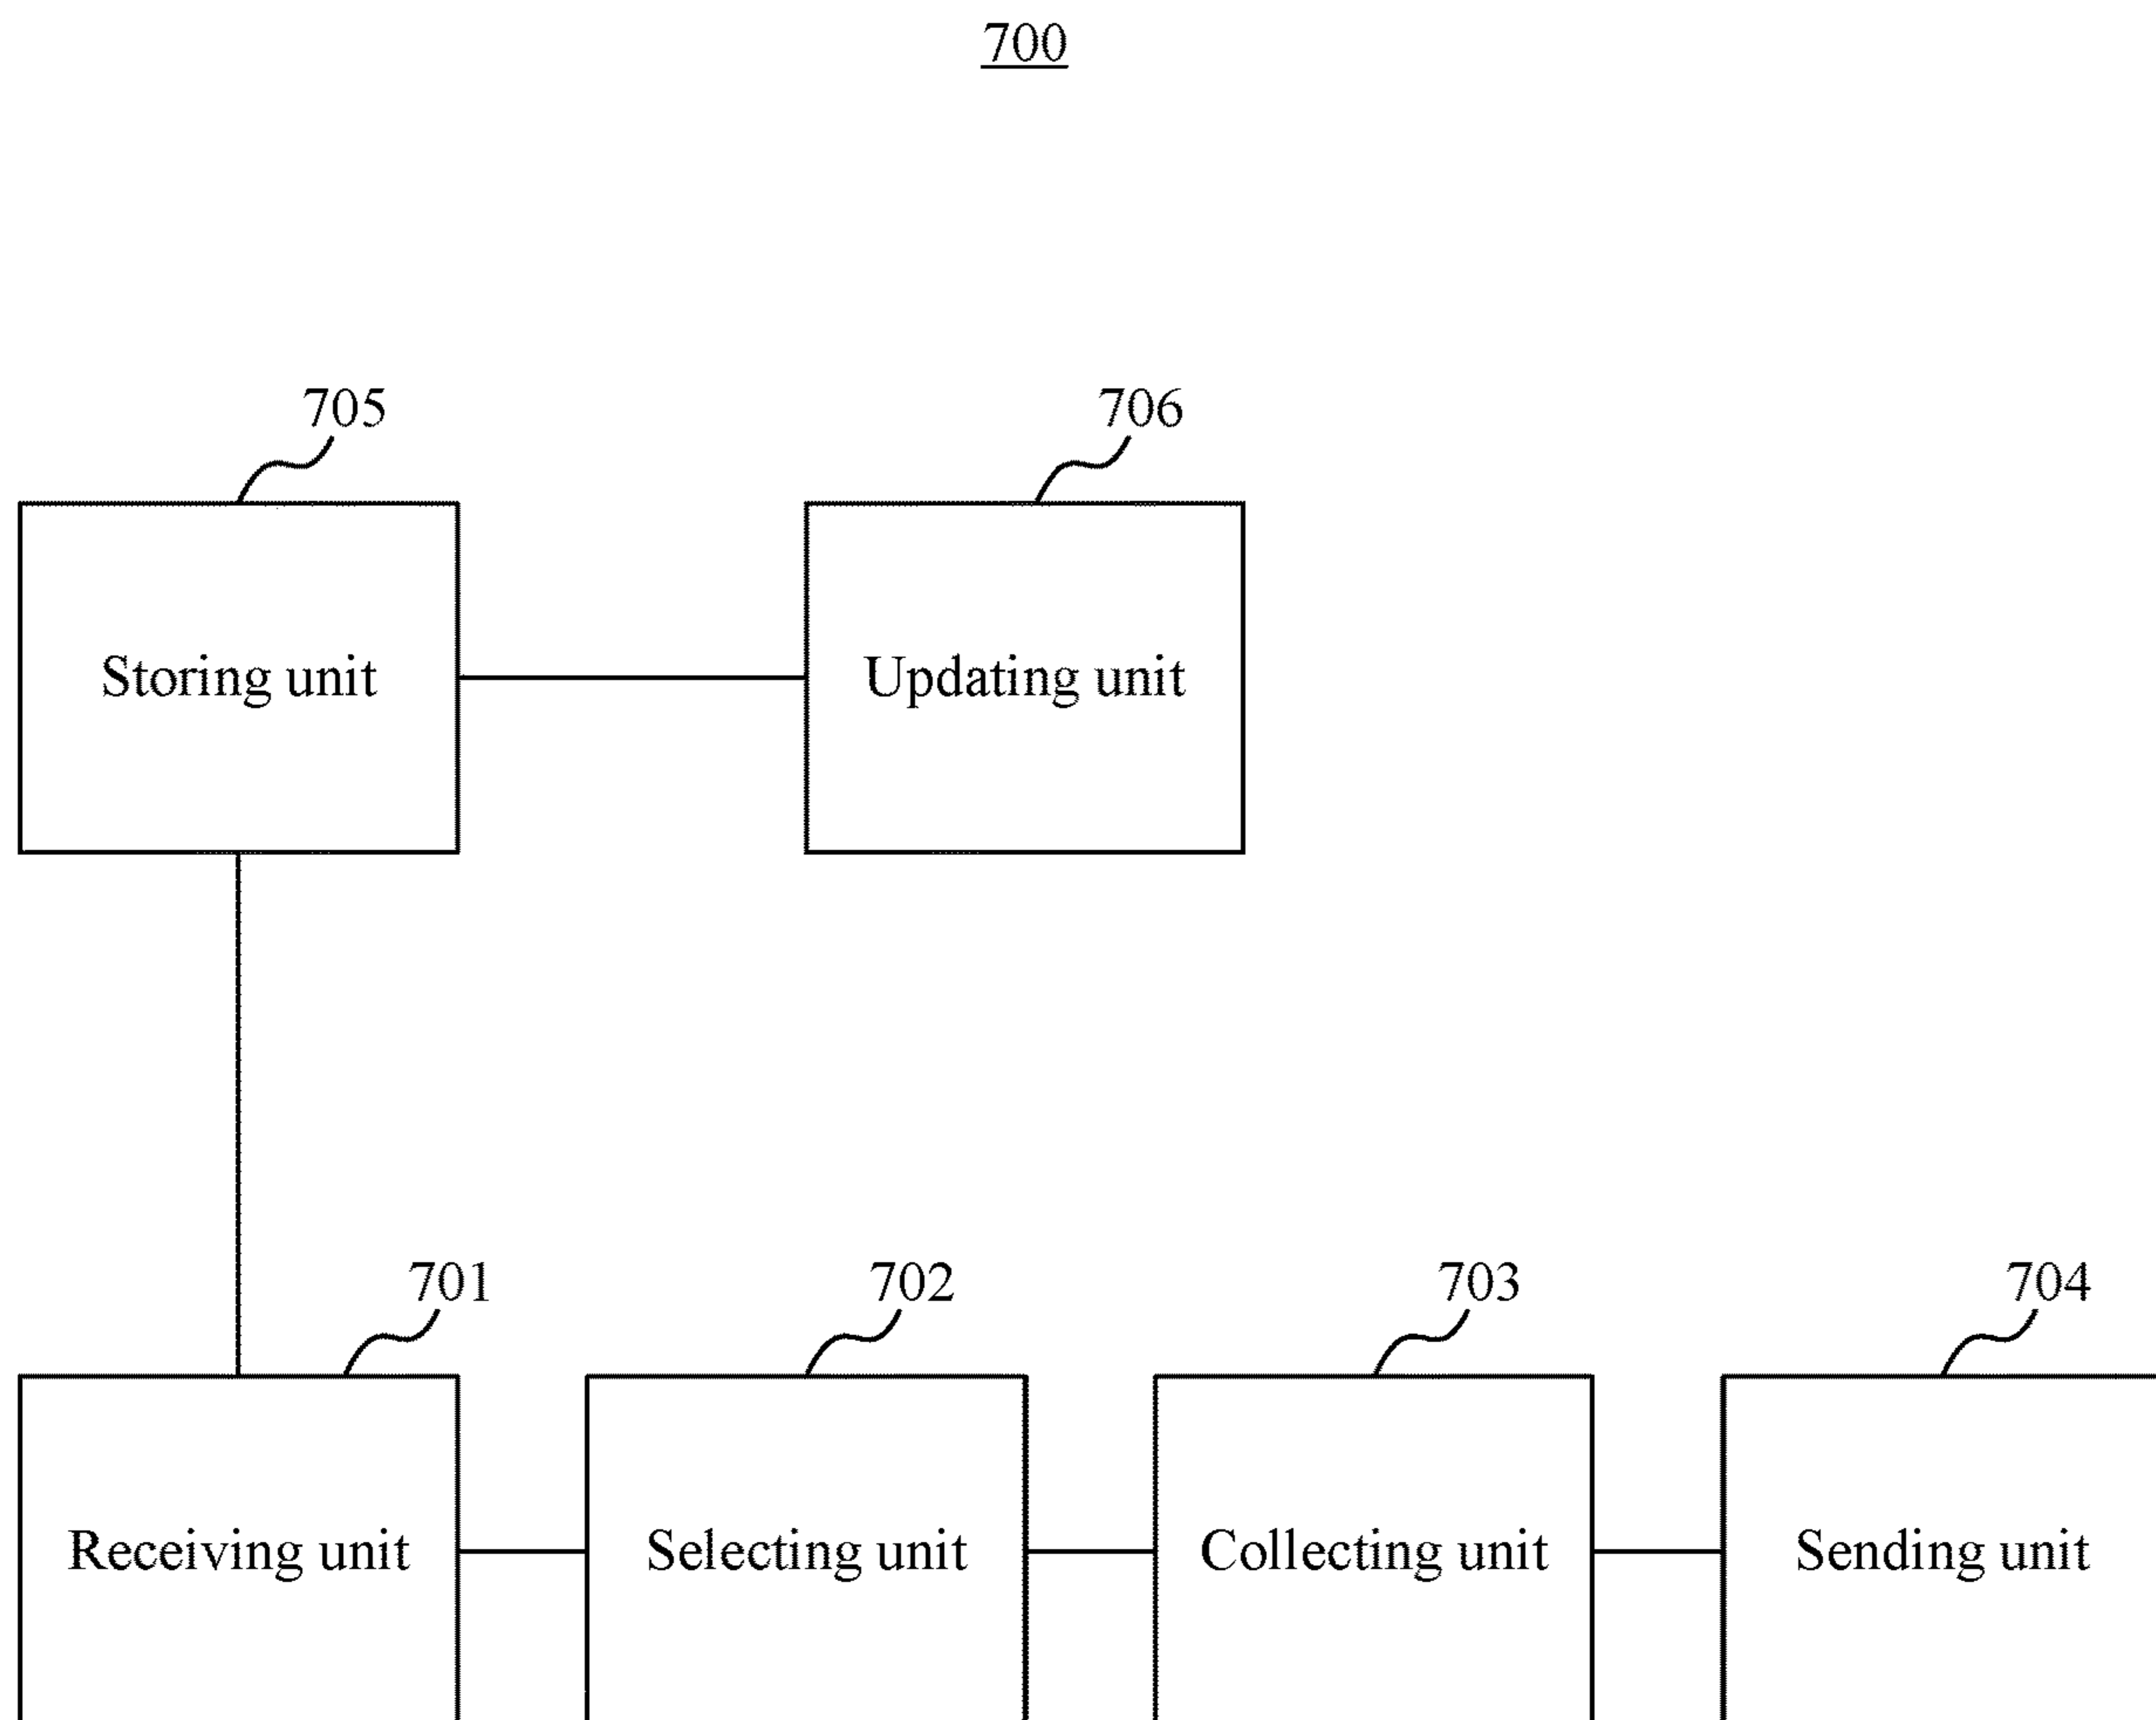 700
705
706
Storing unit
Updating unit
701
702
703
704
Receiving unit
Selecting unit
Collecting unit
Sending unit